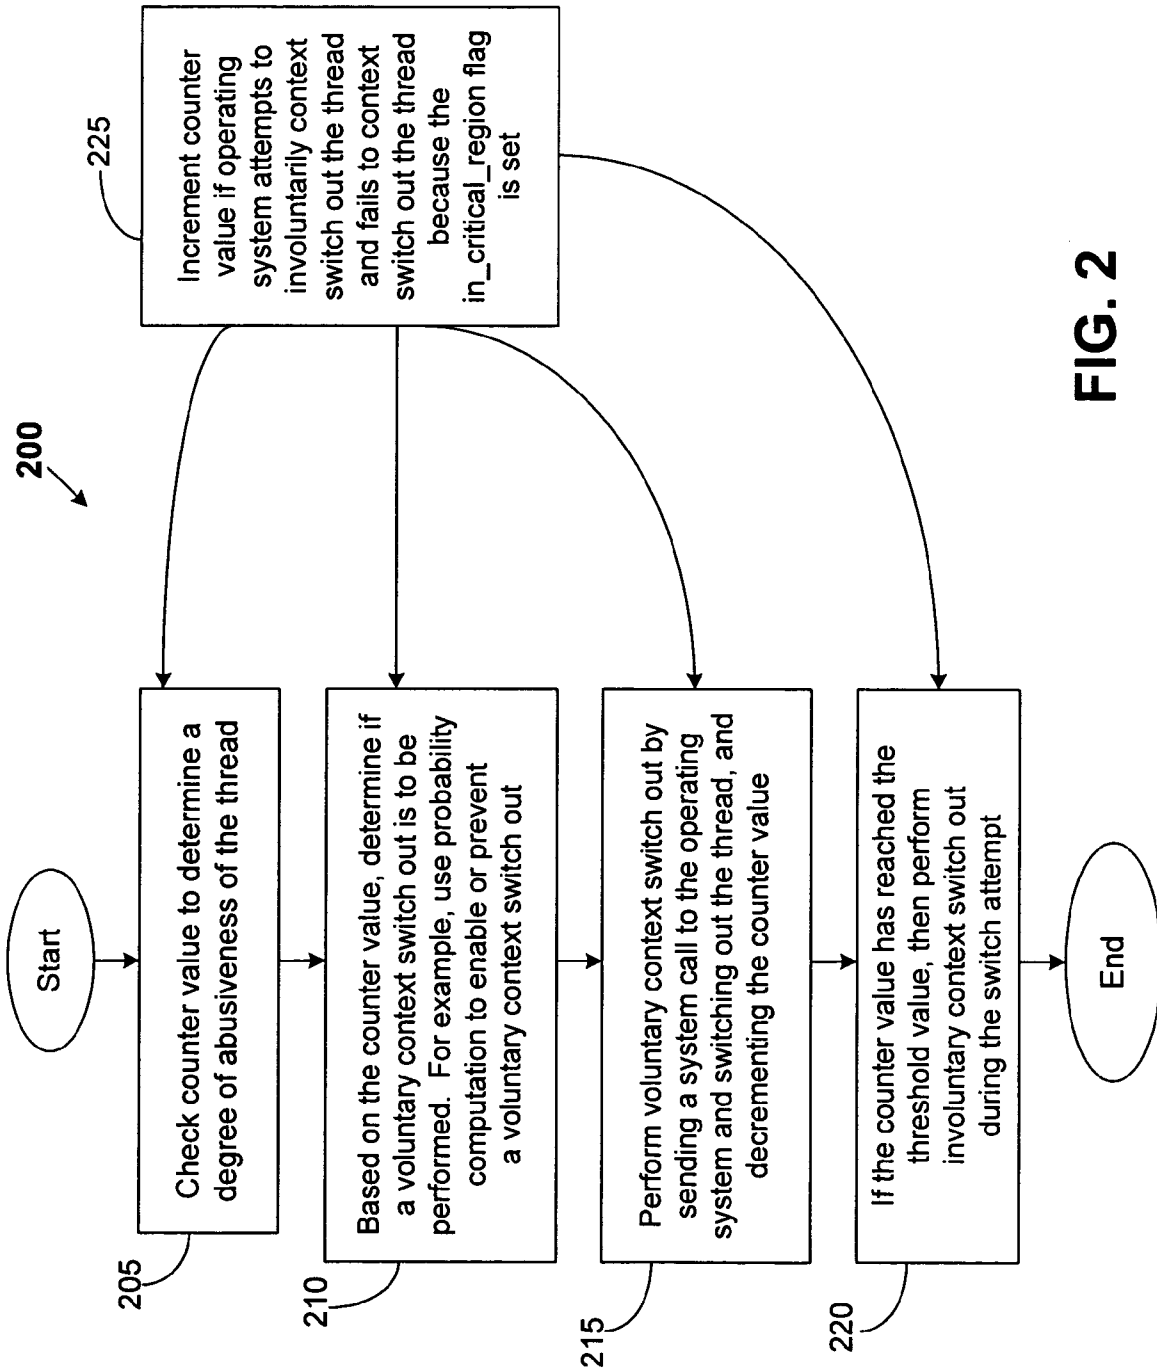 200
Start
205
Check counter value to determine a
degree of abusiveness of the thread
210
Based on the counter value, determine if
a voluntary context switch out is to be
performed. For example, use probability
computation to enable or prevent
a voluntary context switch out
215
Perform voluntary context switch out by
sending a system call to the operating
system and switching out the thread, and
decrementing the counter value
220
If the counter value has reached the
threshold value, then perform
involuntary context switch out
during the switch attempt
End
225
Increment counter
value if operating
system attempts to
involuntarily context
switch out the thread
and fails to context
switch out the thread
because the
in_critical_region flag
is set
FIG. 2